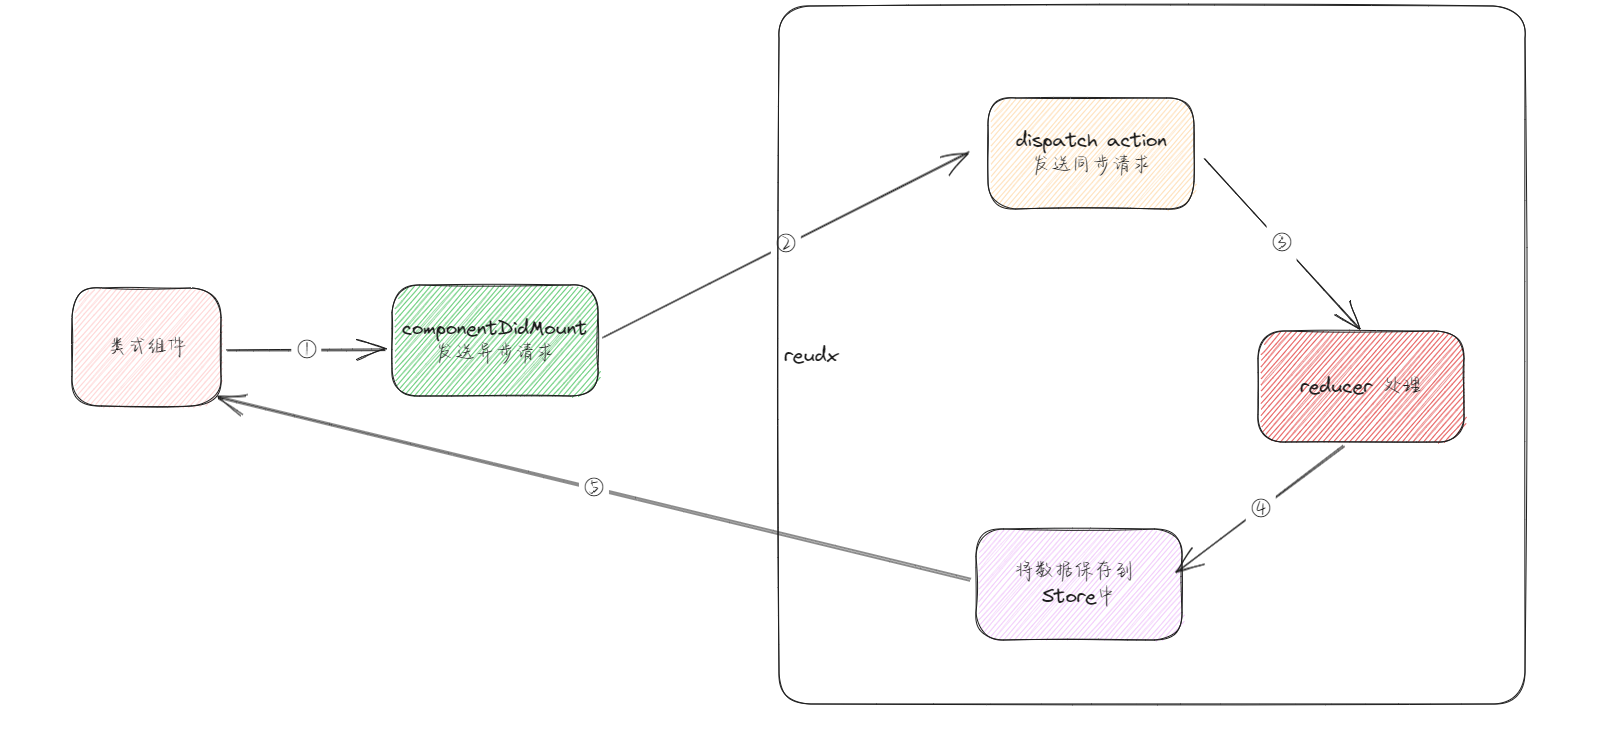 类式组件
①
componentDidMount
发送异步请求
②
reudx
dispatch action
发送同步请求
③
reducer 处理
④
将数据保存到
Store中
⑤